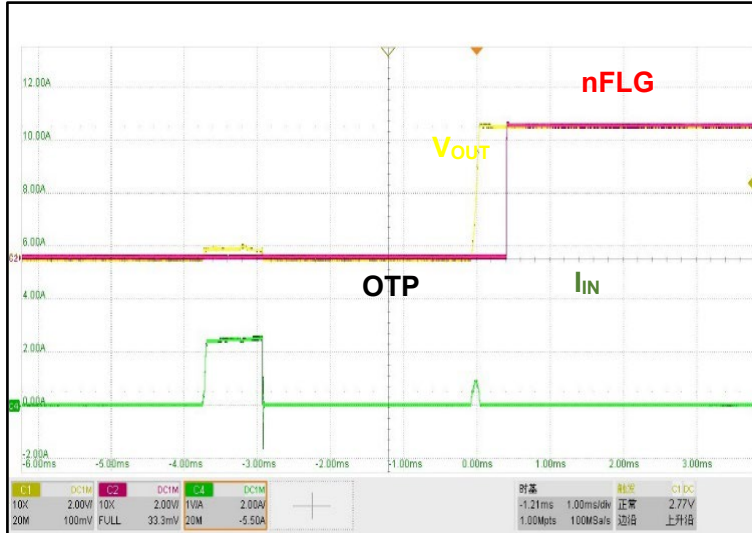 nFLG
12.00A
10.00A
V_OUT
8.00A
6.00A
C2
OTP
I_IN
4.00A
2.00A
C4 0.00A
-2.00A
-6.00ms -5.00ms -4.00ms -3.00ms -2.00ms -1.00ms 0.00ms 1.00ms 2.00ms 3.00ms
C1 DC1M C2 DC1M C4 DC1M 时基 触发 C1 DC
10X 2.00V/ 10X 2.00V/ 1V/A 2.00A/ -1.21ms 1.00ms/div 正常 2.77V
20M 100mV FULL 33.3mV 20M -5.50A 1.00Mpts 100MSa/s 边沿 上升沿